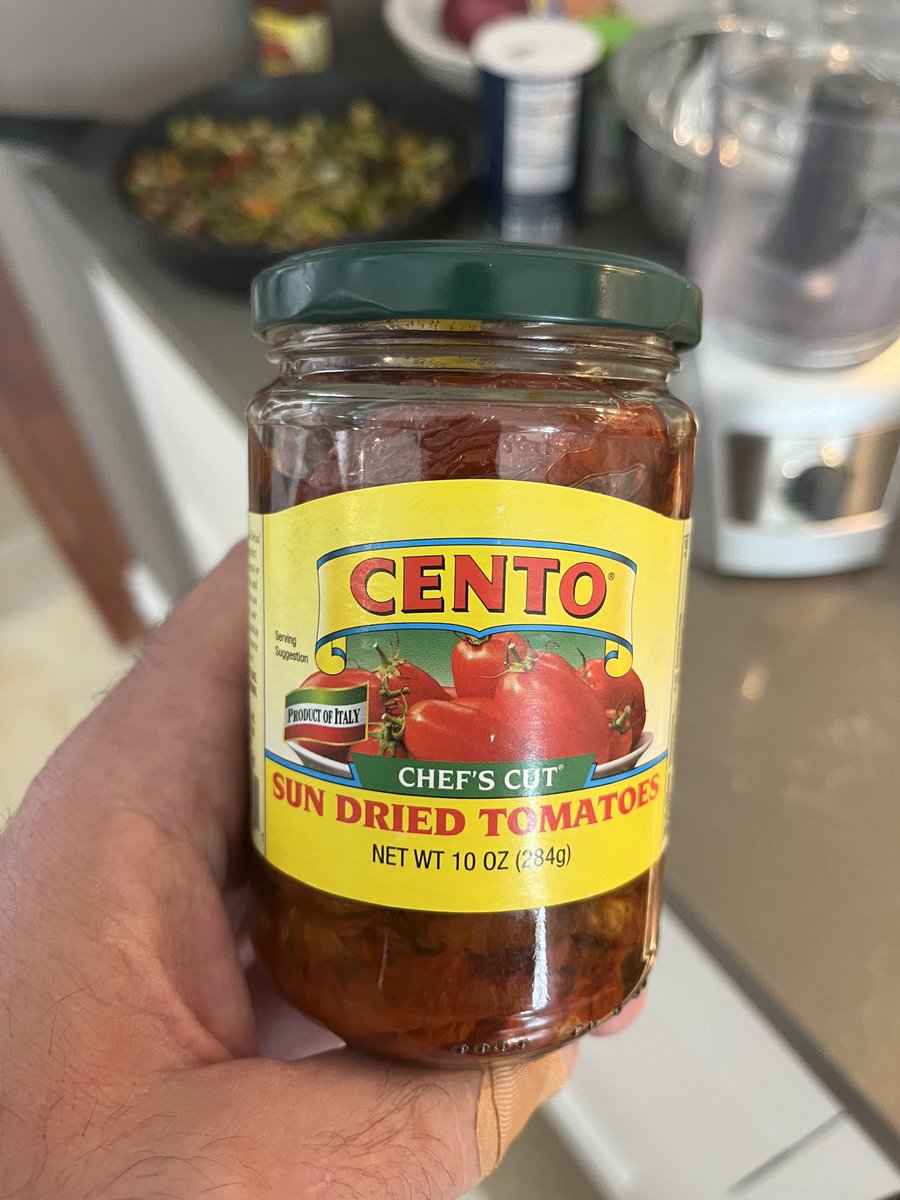 CENTO®
Serving
Suggestion
PRODUCT OF ITALY
CHEF'S CUT®
SUN DRIED TOMATOES
NET WT 10 OZ (284g)